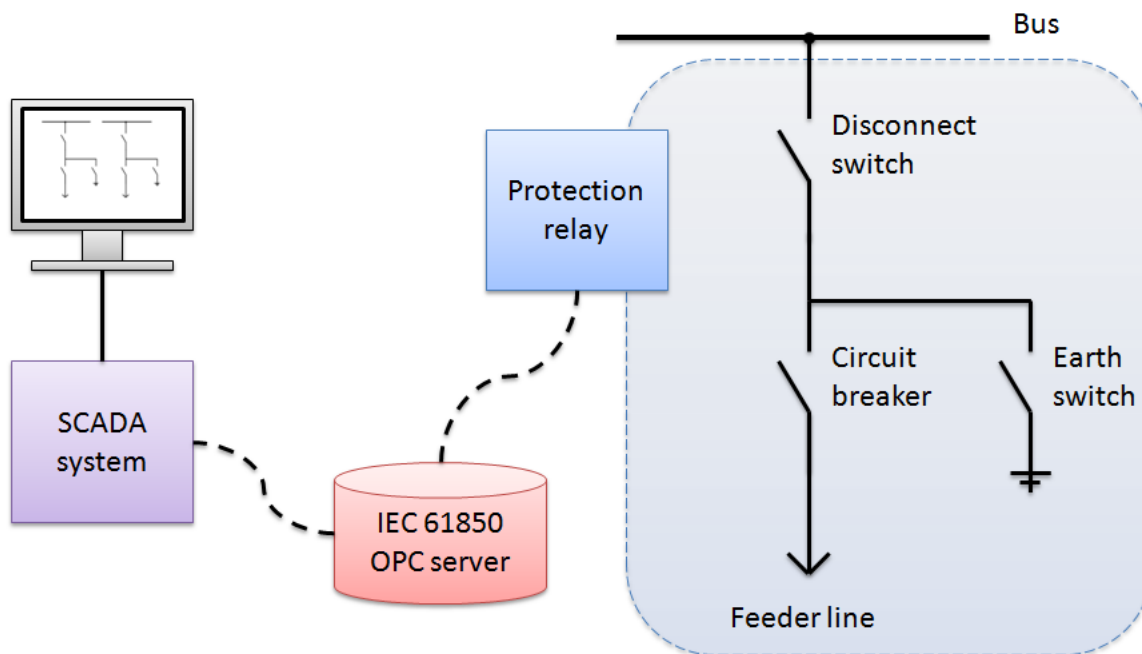 Bus
Disconnect
switch
Protection
relay
Circuit
breaker
Earth
switch
SCADA
system
IEC 61850
OPC server
Feeder line